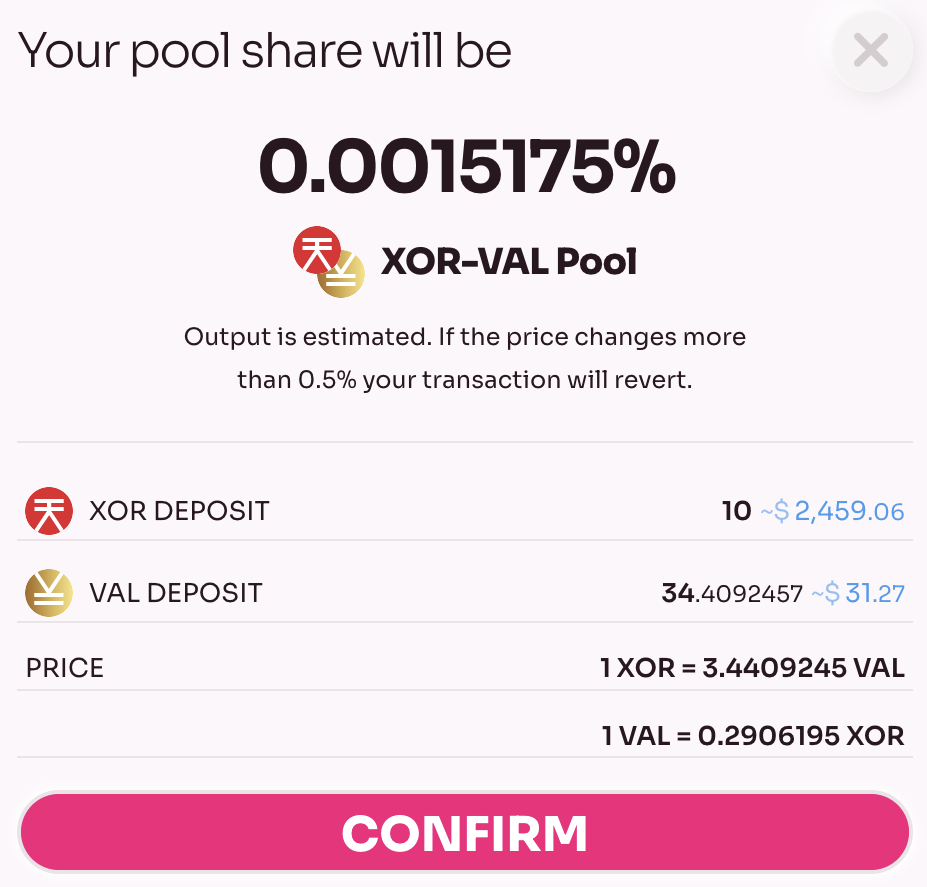 Your pool share will be
0.0015175%
XOR-VAL Pool
Output is estimated. If the price changes more
than 0.5% your transaction will revert.
XOR DEPOSIT 10 ~$ 2,459.06
VAL DEPOSIT 34.4092457 ~$ 31.27
PRICE 1 XOR = 3.4409245 VAL
1 VAL = 0.2906195 XOR
CONFIRM